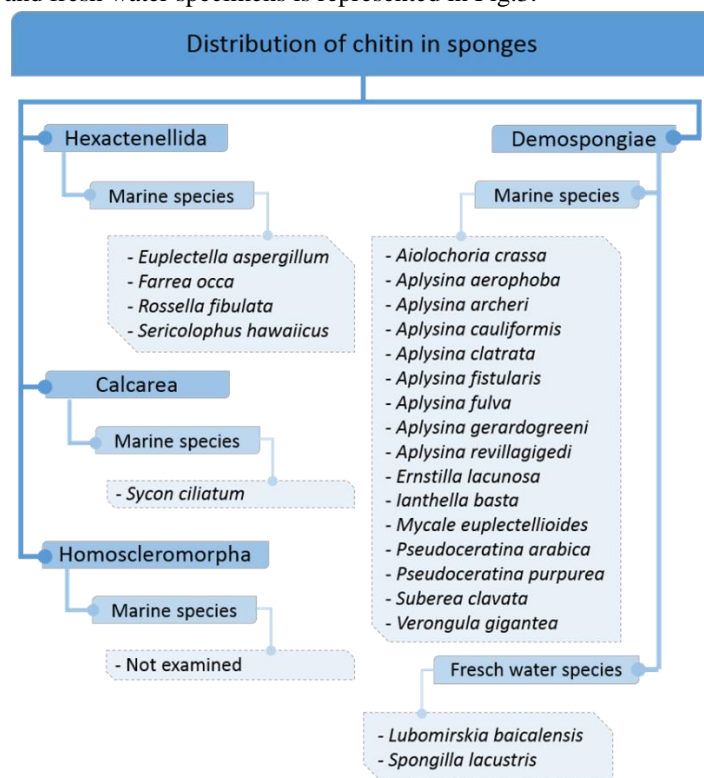 and fresh water specimens is represented in Fig.3.
Distribution of chitin in sponges
Hexactenellida
Marine species
- Euplectella aspergillum
- Farrea occa
- Rossella fibulata
- Sericolophus hawaiicus
Calcarea
Marine species
- Sycon ciliatum
Homoscleromorpha
Marine species
- Not examined
Demospongiae
Marine species
- Aiolochoria crassa
- Aplysina aerophoba
- Aplysina archeri
- Aplysina cauliformis
- Aplysina clatrata
- Aplysina fistularis
- Aplysina fulva
- Aplysina gerardogreeni
- Aplysina revillagigedi
- Ernstilla lacunosa
- Ianthella basta
- Mycale euplectellioides
- Pseudoceratina arabica
- Pseudoceratina purpurea
- Suberea clavata
- Verongula gigantea
Fresch water species
- Lubomirskia baicalensis
- Spongilla lacustris